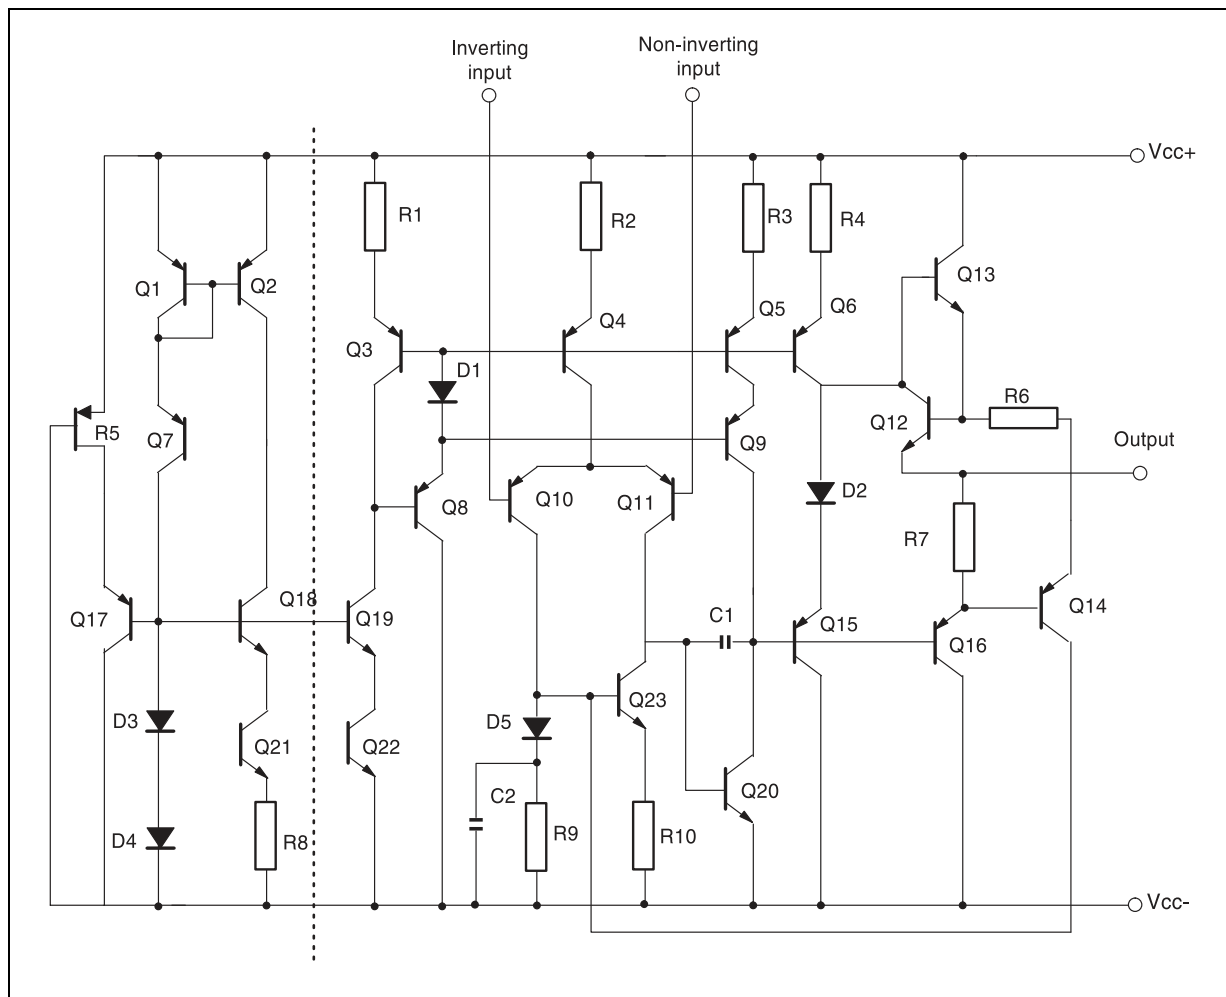 Inverting
input
Non-inverting
input
Vcc+
R1
R2
R3
R4
Q1
Q2
Q13
Q3
Q4
Q5
Q6
D1
R5
Q7
Q12
R6
Q9
Output
Q8
Q10
Q11
D2
R7
Q17
Q18
Q19
C1
Q15
Q16
Q14
D3
Q21
Q22
D5
Q23
C2
Q20
D4
R8
R9
R10
Vcc-